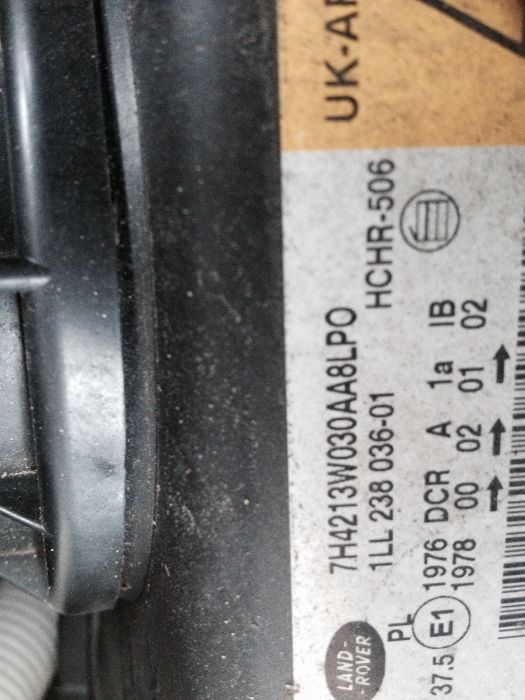 UK-AF
7H4213W030AA8LPO
1LL 238 036-01 HCHR-506
LAND-
ROVER
PL
37.5 E1 1976 DCR A 1a IB
1978 00 02 01 02